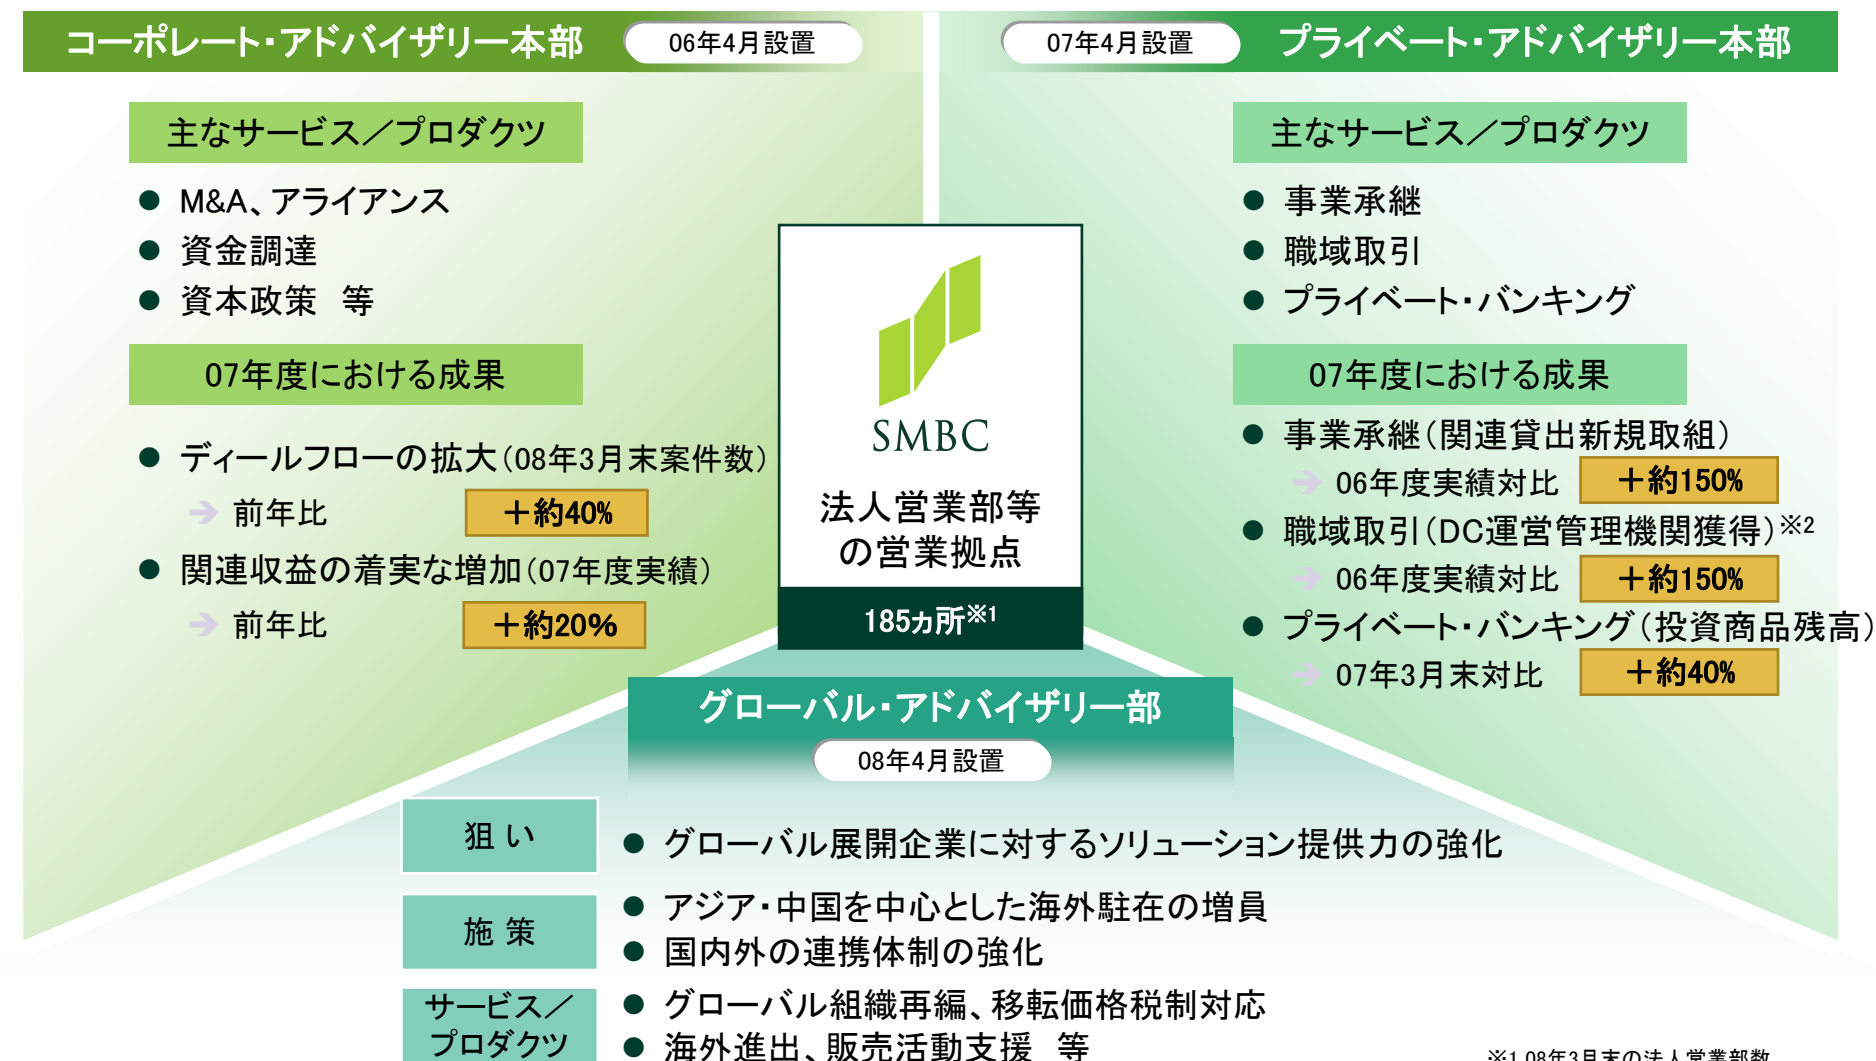 コーポレート・アドバイザリー本部
06年4月設置
主なサービス／プロダクツ
● M&A、アライアンス
● 資金調達
● 資本政策　等
07年度における成果
● ディールフローの拡大（08年3月末案件数）
➔ 前年比 ＋約40%
● 関連収益の着実な増加（07年度実績）
➔ 前年比 ＋約20%
07年4月設置
プライベート・アドバイザリー本部
主なサービス／プロダクツ
● 事業承継
● 職域取引
● プライベート・バンキング
07年度における成果
● 事業承継（関連貸出新規取組）
➔ 06年度実績対比 ＋約150%
● 職域取引（DC運営管理機関獲得）※2
➔ 06年度実績対比 ＋約150%
● プライベート・バンキング（投資商品残高）
➔ 07年3月末対比 ＋約40%
SMBC
法人営業部等
の営業拠点
185ヵ所※1
グローバル・アドバイザリー部
08年4月設置
狙い
● グローバル展開企業に対するソリューション提供力の強化
施策
● アジア・中国を中心とした海外駐在の増員
● 国内外の連携体制の強化
サービス／
プロダクツ
● グローバル組織再編、移転価格税制対応
● 海外進出、販売活動支援　等
※1 08年3月末の法人営業部数